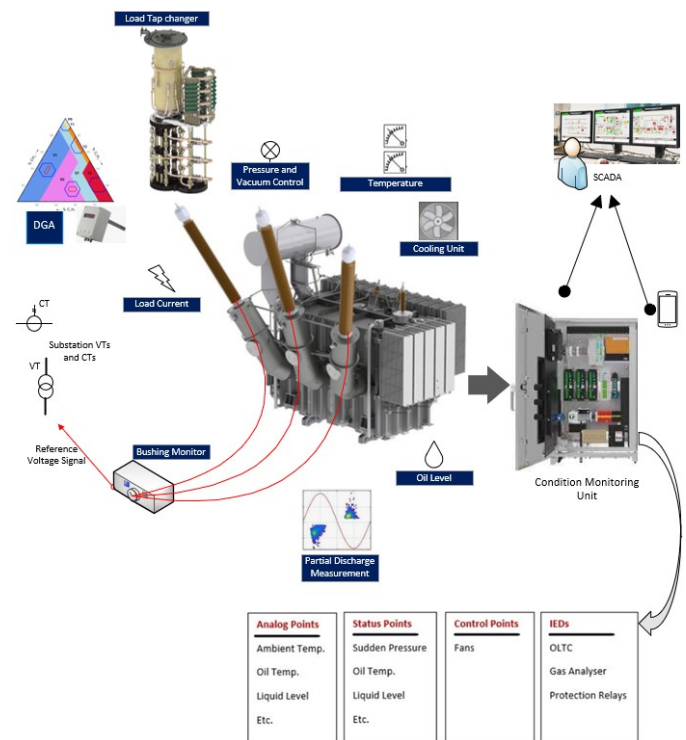 Load Tap changer
Pressure and
Vacuum Control
Temperature
SCADA
DGA
Cooling Unit
Load Current
CT
Substation VTs
and CTs
VT
Reference
Voltage Signal
Bushing Monitor
Oil Level
Condition Monitoring
Unit
Partial Discharge
Measurement
Analog Points
Ambient Temp.
Oil Temp.
Liquid Level
Etc.
Status Points
Sudden Pressure
Oil Temp.
Liquid Level
Etc.
Control Points
Fans
IEDs
OLTC
Gas Analyser
Protection Relays